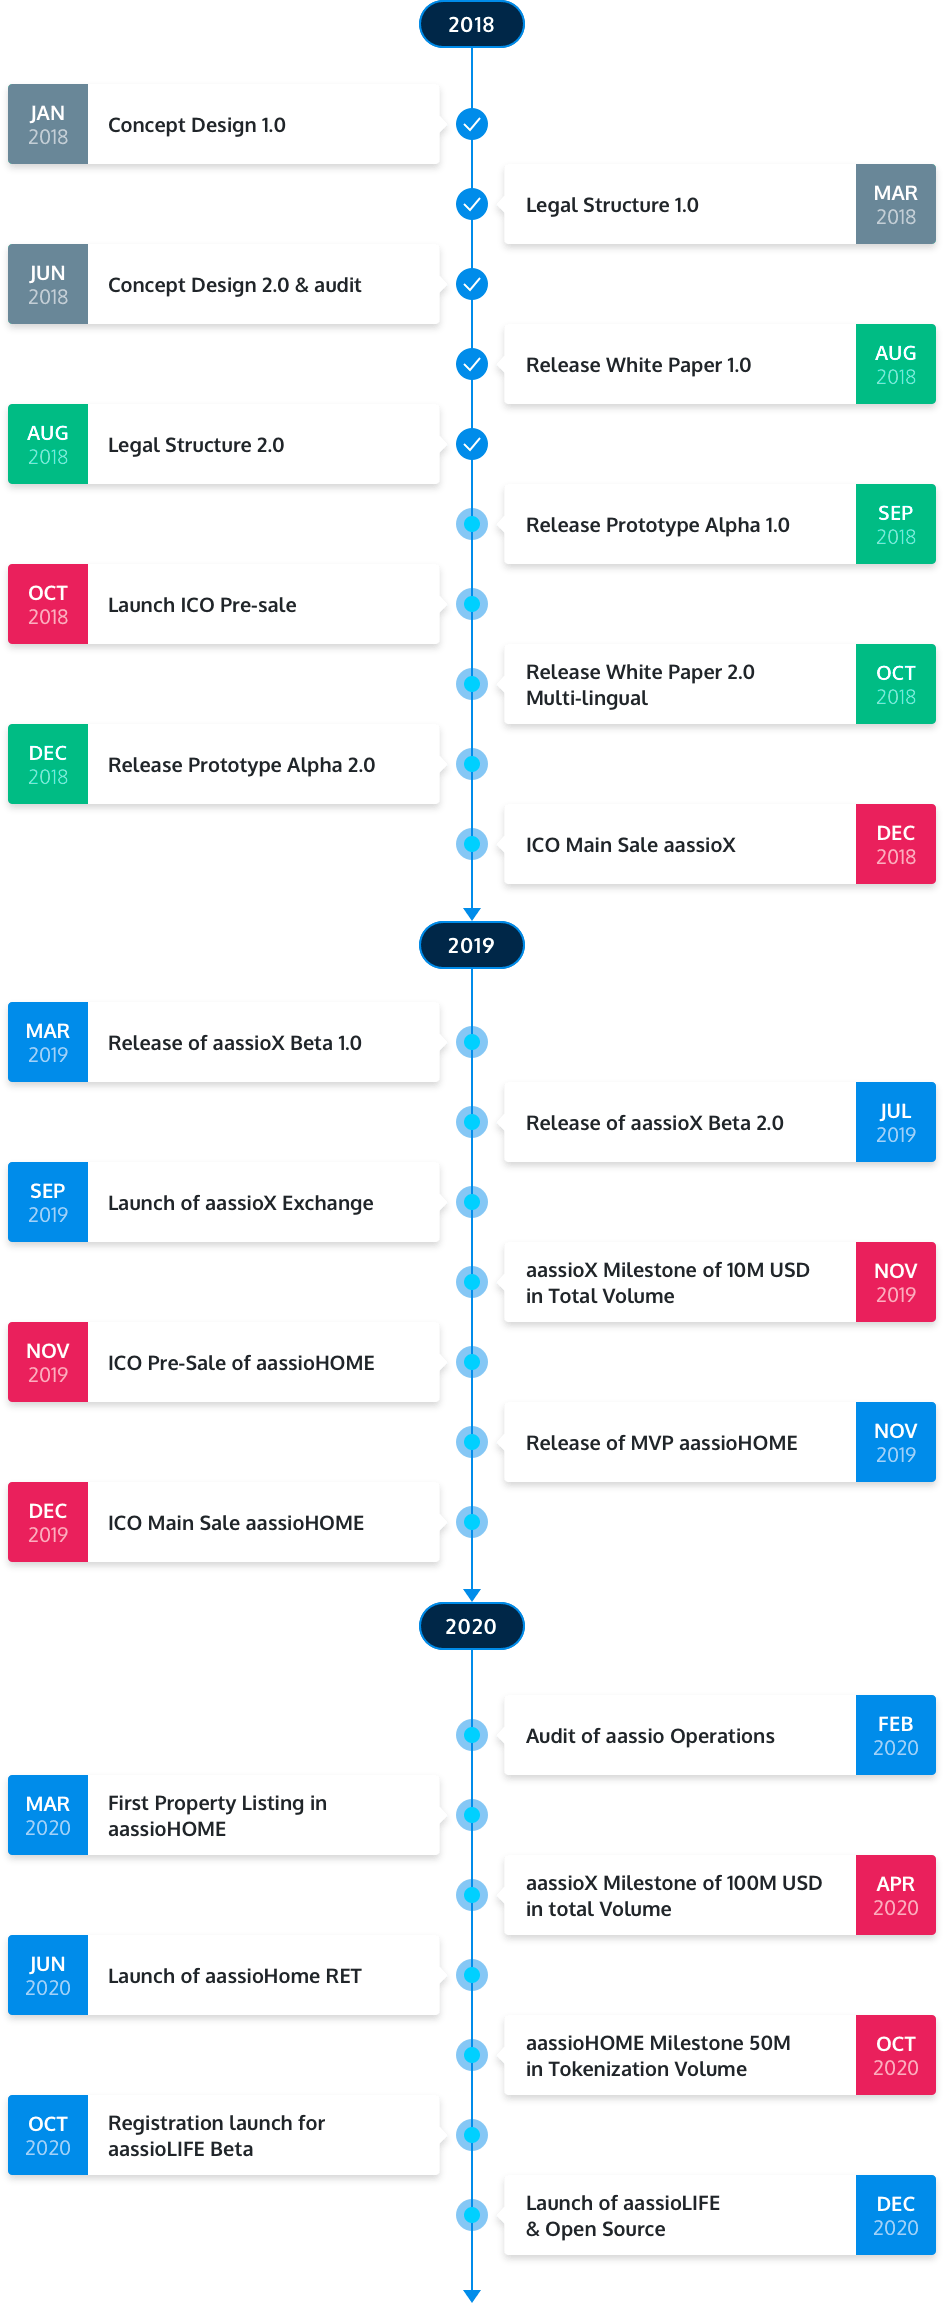 2018
JAN
2018
Concept Design 1.0
Legal Structure 1.0
MAR
2018
JUN
2018
Concept Design 2.0 & audit
Release White Paper 1.0
AUG
2018
AUG
2018
Legal Structure 2.0
Release Prototype Alpha 1.0
SEP
2018
OCT
2018
Launch ICO Pre-sale
Release White Paper 2.0
Multi-lingual
OCT
2018
DEC
2018
Release Prototype Alpha 2.0
ICO Main Sale aassioX
DEC
2018
2019
MAR
2019
Release of aassioX Beta 1.0
Release of aassioX Beta 2.0
JUL
2019
SEP
2019
Launch of aassioX Exchange
aassioX Milestone of 10M USD
in Total Volume
NOV
2019
NOV
2019
ICO Pre-Sale of aassioHOME
Release of MVP aassioHOME
NOV
2019
DEC
2019
ICO Main Sale aassioHOME
2020
Audit of aassio Operations
FEB
2020
MAR
2020
First Property Listing in
aassioHOME
aassioX Milestone of 100M USD
in total Volume
APR
2020
JUN
2020
Launch of aassioHome RET
aassioHOME Milestone 50M
in Tokenization Volume
OCT
2020
OCT
2020
Registration launch for
aassioLIFE Beta
Launch of aassioLIFE
& Open Source
DEC
2020